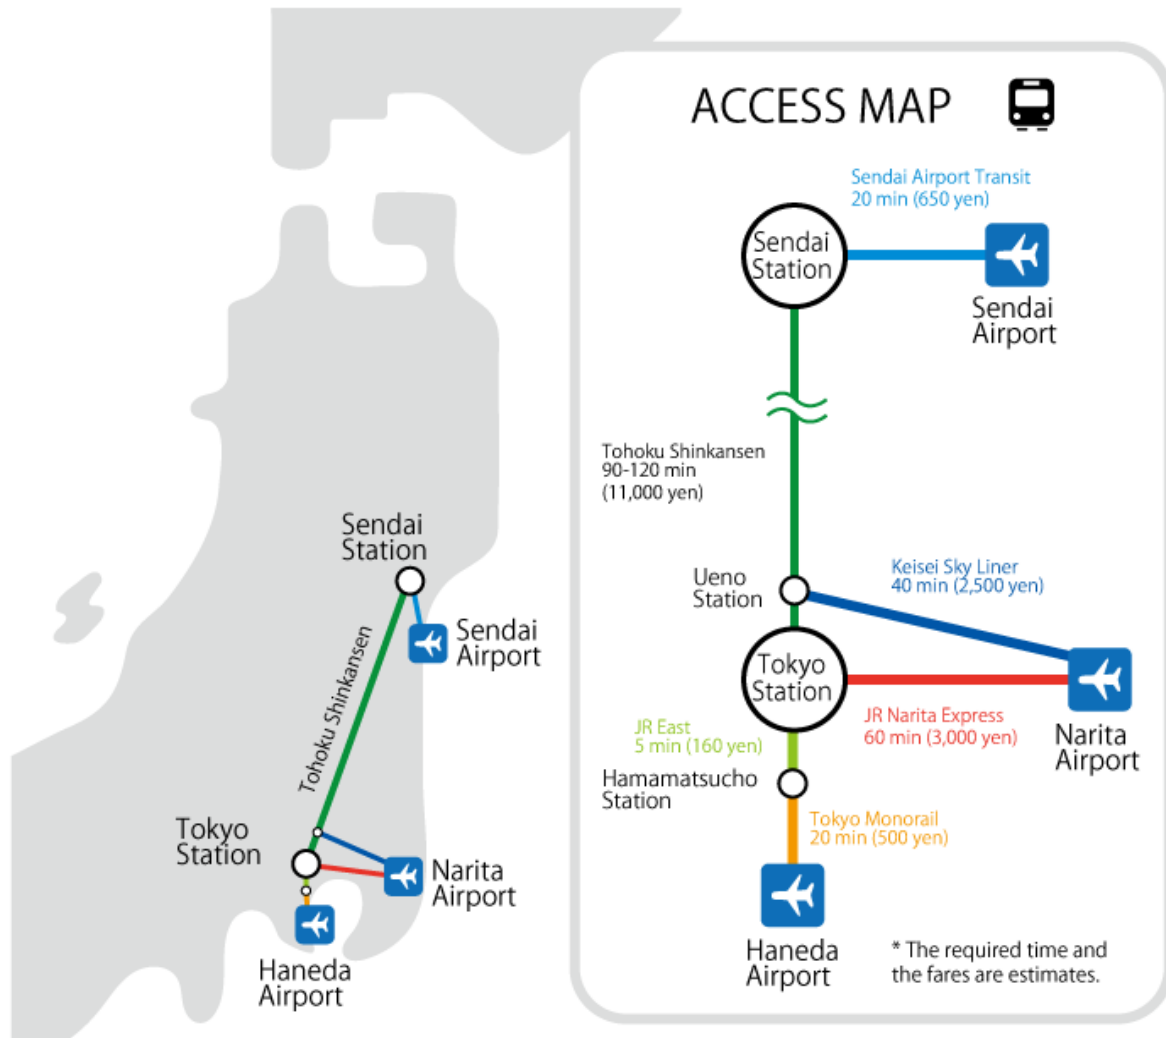 ACCESS MAP
Sendai Airport Transit
20 min (650 yen)
Sendai
Station
Sendai
Airport
Tohoku Shinkansen
90-120 min
(11,000 yen)
Ueno
Station
Keisei Sky Liner
40 min (2,500 yen)
Tokyo
Station
JR East
5 min (160 yen)
JR Narita Express
60 min (3,000 yen)
Narita
Airport
Hamamatsucho
Station
Tokyo Monorail
20 min (500 yen)
Haneda
Airport
* The required time and
the fares are estimates.
Sendai
Station
Sendai
Airport
Tohoku Shinkansen
Tokyo
Station
Narita
Airport
Haneda
Airport